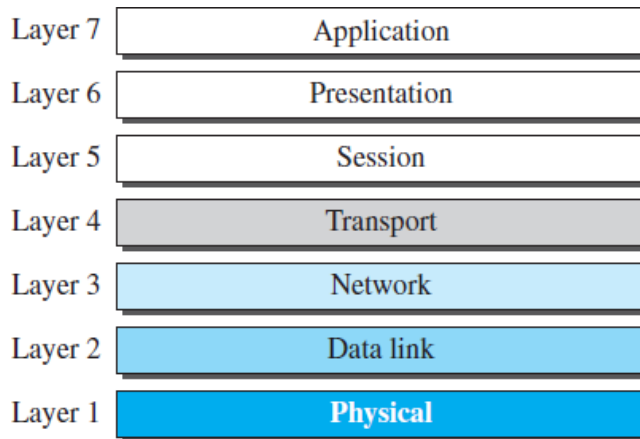 Layer 7 Application
Layer 6 Presentation
Layer 5 Session
Layer 4 Transport
Layer 3 Network
Layer 2 Data link
Layer 1 Physical